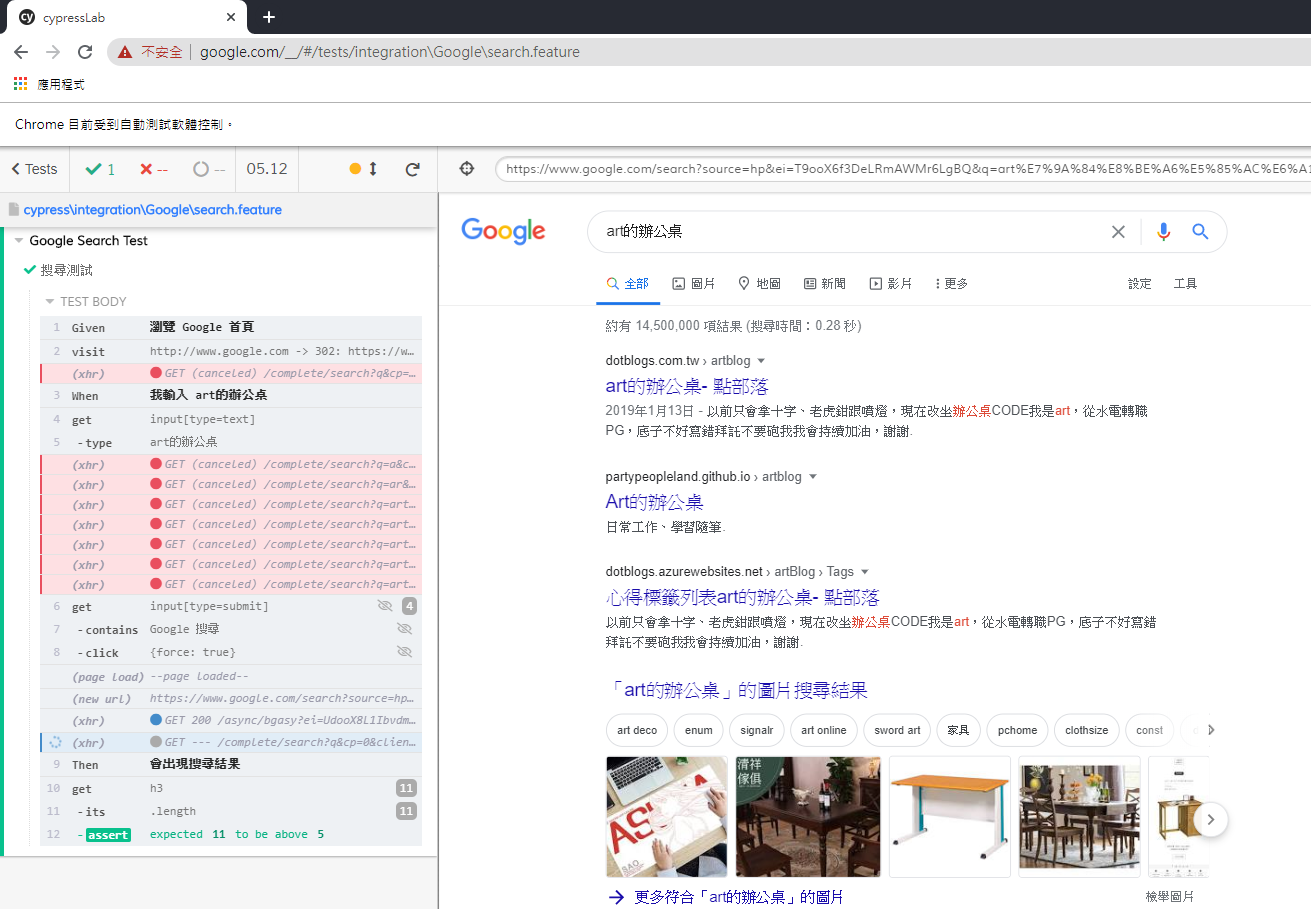 cy cypressLab
不安全 google.com/__/#/tests/integration\Google\search.feature
應用程式
Chrome 目前受到自動測試軟體控制。
Tests 1 -- -- 05.12
https://www.google.com/search?source=hp&ei=T9ooX6f3DeLRmAWMr6LgBQ&q=art%E7%9A%84%E8%BE%A6%E5%85%AC%E6%A1
cypress\integration\Google\search.feature
Google Search Test
搜尋測試
TEST BODY
1 Given 瀏覽 Google 首頁
2 visit http://www.google.com -> 302: https://w…
(xhr) GET (canceled) /complete/search?q&cp=…
3 When 我輸入 art的辦公桌
4 get input[type=text]
5 -type art的辦公桌
(xhr) GET (canceled) /complete/search?q=a&c…
(xhr) GET (canceled) /complete/search?q=ar&…
(xhr) GET (canceled) /complete/search?q=art…
(xhr) GET (canceled) /complete/search?q=art…
(xhr) GET (canceled) /complete/search?q=art…
(xhr) GET (canceled) /complete/search?q=art…
(xhr) GET (canceled) /complete/search?q=art…
6 get input[type=submit] 4
7 -contains Google 搜尋
8 -click {force: true}
(page load) --page loaded--
(new url) https://www.google.com/search?source=hp…
(xhr) GET 200 /async/bgasy?ei=UdooX8L1Ibvdm…
(xhr) GET --- /complete/search?q&cp=0&clien…
9 Then 會出現搜尋結果
10 get h3 11
11 -its .length 11
12 -assert expected 11 to be above 5
Google art的辦公桌
全部 圖片 地圖 新聞 影片 更多 設定 工具
約有 14,500,000 項結果 (搜尋時間：0.28 秒)
dotblogs.com.tw › artblog
art的辦公桌- 點部落
2019年1月13日 - 以前只會拿十字、老虎鉗跟噴燈，現在改坐辦公桌CODE我是art，從水電轉職
PG，底子不好寫錯拜託不要砲我我會持續加油，謝謝.
partypeopleland.github.io › artblog
Art的辦公桌
日常工作、學習隨筆.
dotblogs.azurewebsites.net › artBlog › Tags
心得標籤列表art的辦公桌- 點部落
以前只會拿十字、老虎鉗跟噴燈，現在改坐辦公桌CODE我是art，從水電轉職PG，底子不好寫錯
拜託不要砲我我會持續加油，謝謝.
「art的辦公桌」的圖片搜尋結果
art deco enum signalr art online sword art 家具 pchome clothsize const c
清祥
傢俱
更多符合「art的辦公桌」的圖片 檢舉圖片